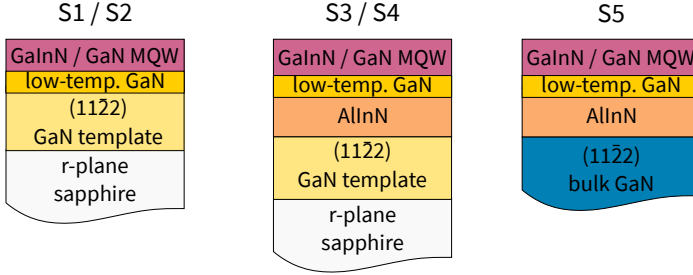 S1 / S2
GaInN / GaN MQW
low-temp. GaN
(112̄2)
GaN template
r-plane
sapphire
S3 / S4
GaInN / GaN MQW
low-temp. GaN
AlInN
(112̄2)
GaN template
r-plane
sapphire
S5
GaInN / GaN MQW
low-temp. GaN
AlInN
(112̄2)
bulk GaN